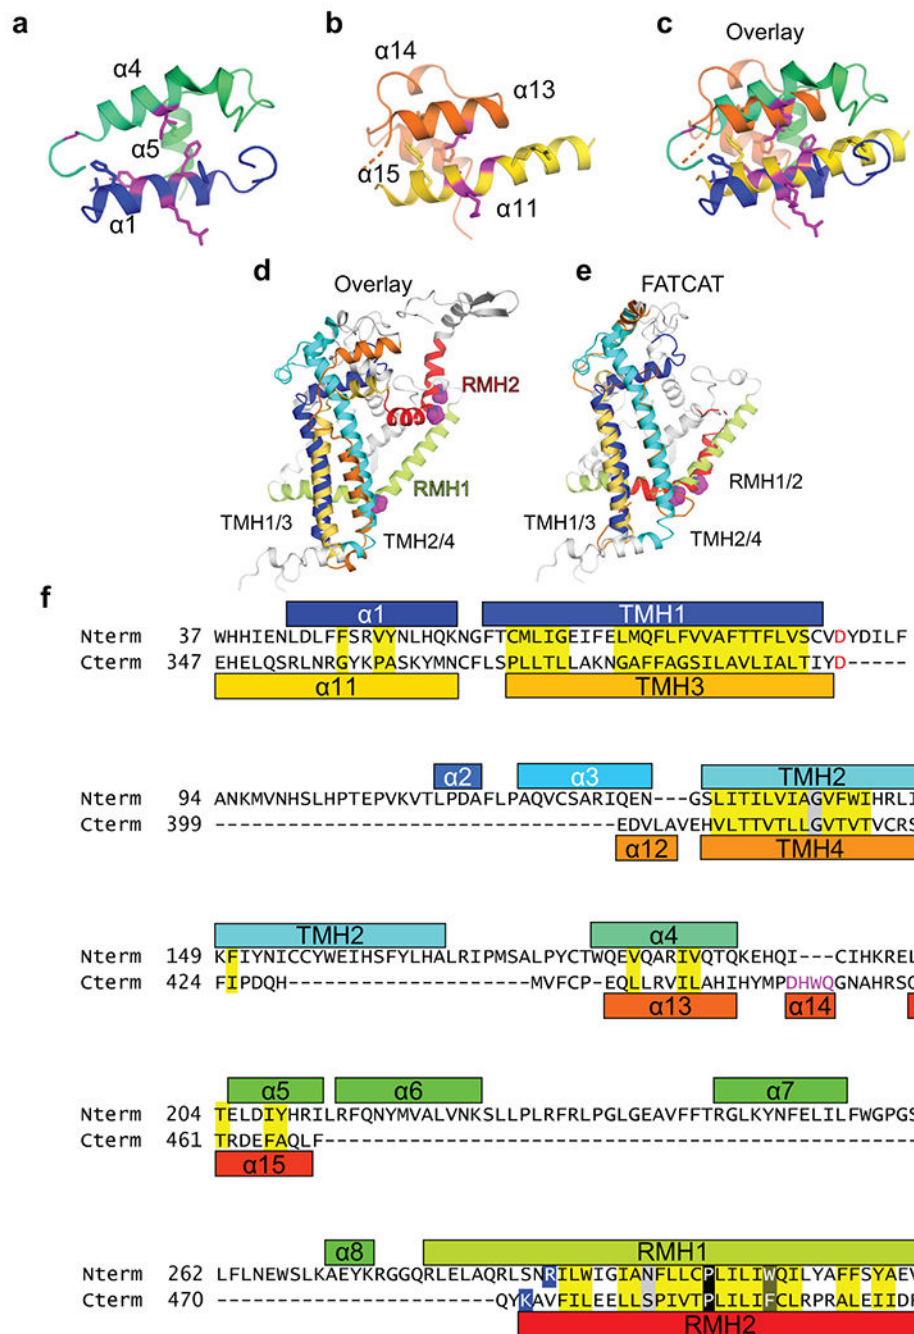 a
b
c
Overlay
α4
α14
α13
α5
α15
α1
α11
d
Overlay
e
FATCAT
RMH2
RMH1
RMH1/2
TMH1/3
TMH1/3
TMH2/4
TMH2/4
f
α1 TMH1
Nterm 37 WHHIENLDLFFSRVYNLHQKNGFTCMLIGEIFELMQFLFVVAFTTFLVSCVDYDILF
Cterm 347 EHELQSRLNRGYKPASKYMNCFLSPLLTLLAKNGAFFAGSILAVLIALTIYD-----
α11 TMH3
α2 α3 TMH2
Nterm 94 ANKMVNHSLHPTEPVKVTLPDAFLPAQVCSARIQEN---GSLITILVIAGVFWIHRLI
Cterm 399 ---------------------------------EDVLAVEHVLTTVTLLGVTVTVCRS
α12 TMH4
TMH2 α4
Nterm 149 KFIYNICCYWEIHSFYLHALRIPMSALPYCTWQEVQARIVQTQKEHQI---CIHKREL
Cterm 424 FIPDQH------------------MVFCP-EQLLRVILAHIHYMPDHWQGNAHRSQ
α13 α14
α5 α6 α7
Nterm 204 TELDIYHRILRFQNYMVALVNKSLLPLRFRLPGLGEAVFFTRGLKYNFELILFWGPGS
Cterm 461 TRDEFAQLF-------------------------------------------------
α15
α8 RMH1
Nterm 262 LFLNEWSLKAEYKRGGQRLELAQRLSNRILWIGIANFLLCPLILIWQILYAFFSYAEV
Cterm 470 -----------------------QYKAVFILEELLSPIVTPLILIFCLRPRALEIIDF
RMH2